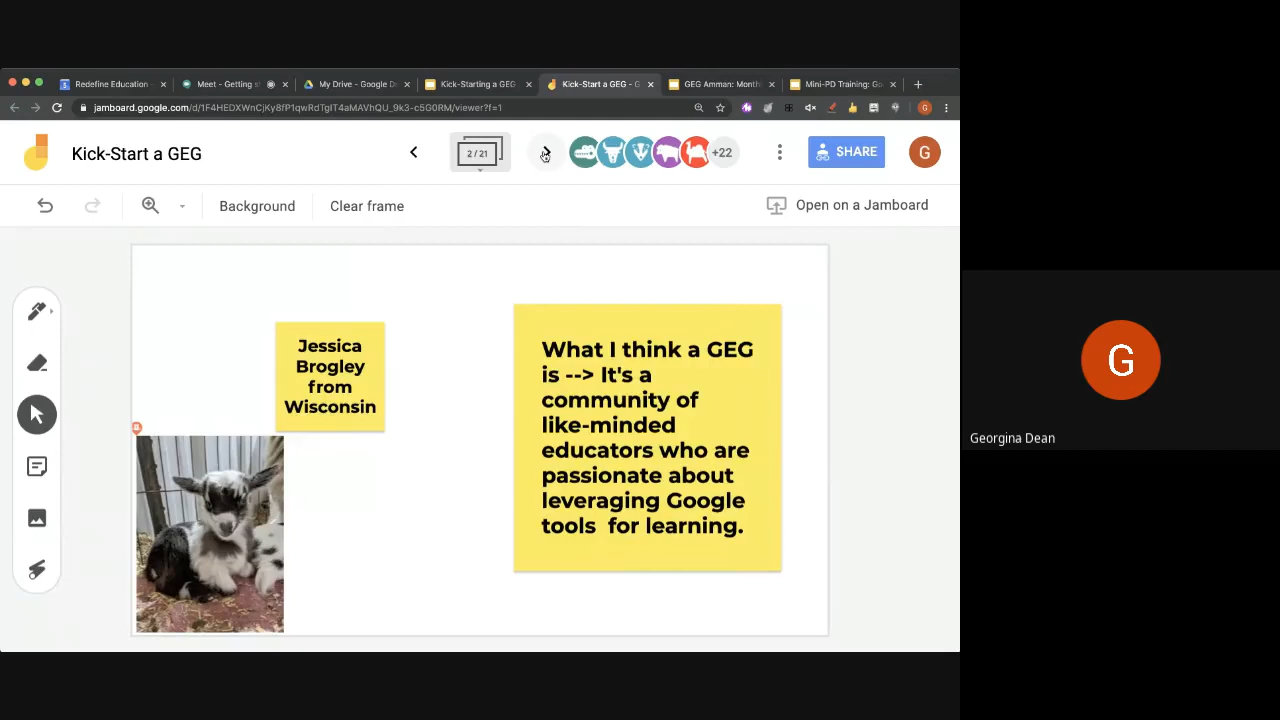 Redefine Education
Meet - Getting s
My Drive - Google D
Kick-Starting a GEG
Kick-Start a GEG - G
GEG Amman: Month
Mini-PD Training: Go
jamboard.google.com/d/1F4HEDXWnCjKy8fP1qwRdTgIT4aMAVhQU_9k3-c5G0RM/viewer?f=1
G
Kick-Start a GEG
2 / 21
+22
SHARE
G
Background
Clear frame
Open on a Jamboard
Jessica
Brogley
from
Wisconsin
What I think a GEG
is --> It's a
community of
like-minded
educators who are
passionate about
leveraging Google
tools  for learning.
G
Georgina Dean